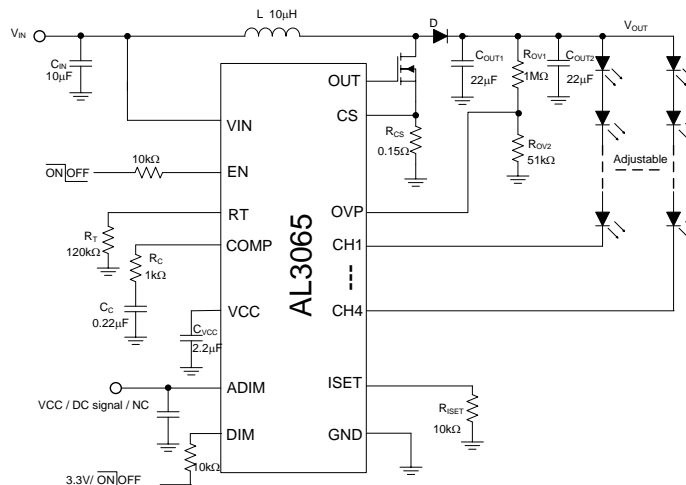 L 10μH
D
VIN
VOUT
CIN
10μF
COUT1
22μF
ROV1
1MΩ
COUT2
22μF
OUT
CS
RCS
0.15Ω
ROV2
51kΩ
Adjustable
VIN
ON OFF
10kΩ
EN
OVP
RT
RT
120kΩ
COMP
RC
1kΩ
CC
0.22μF
CH1
AL3065
VCC
CVCC
2.2μF
CH4
ADIM
VCC / DC signal / NC
ISET
RISET
10kΩ
DIM
10kΩ
GND
3.3V/ ON OFF